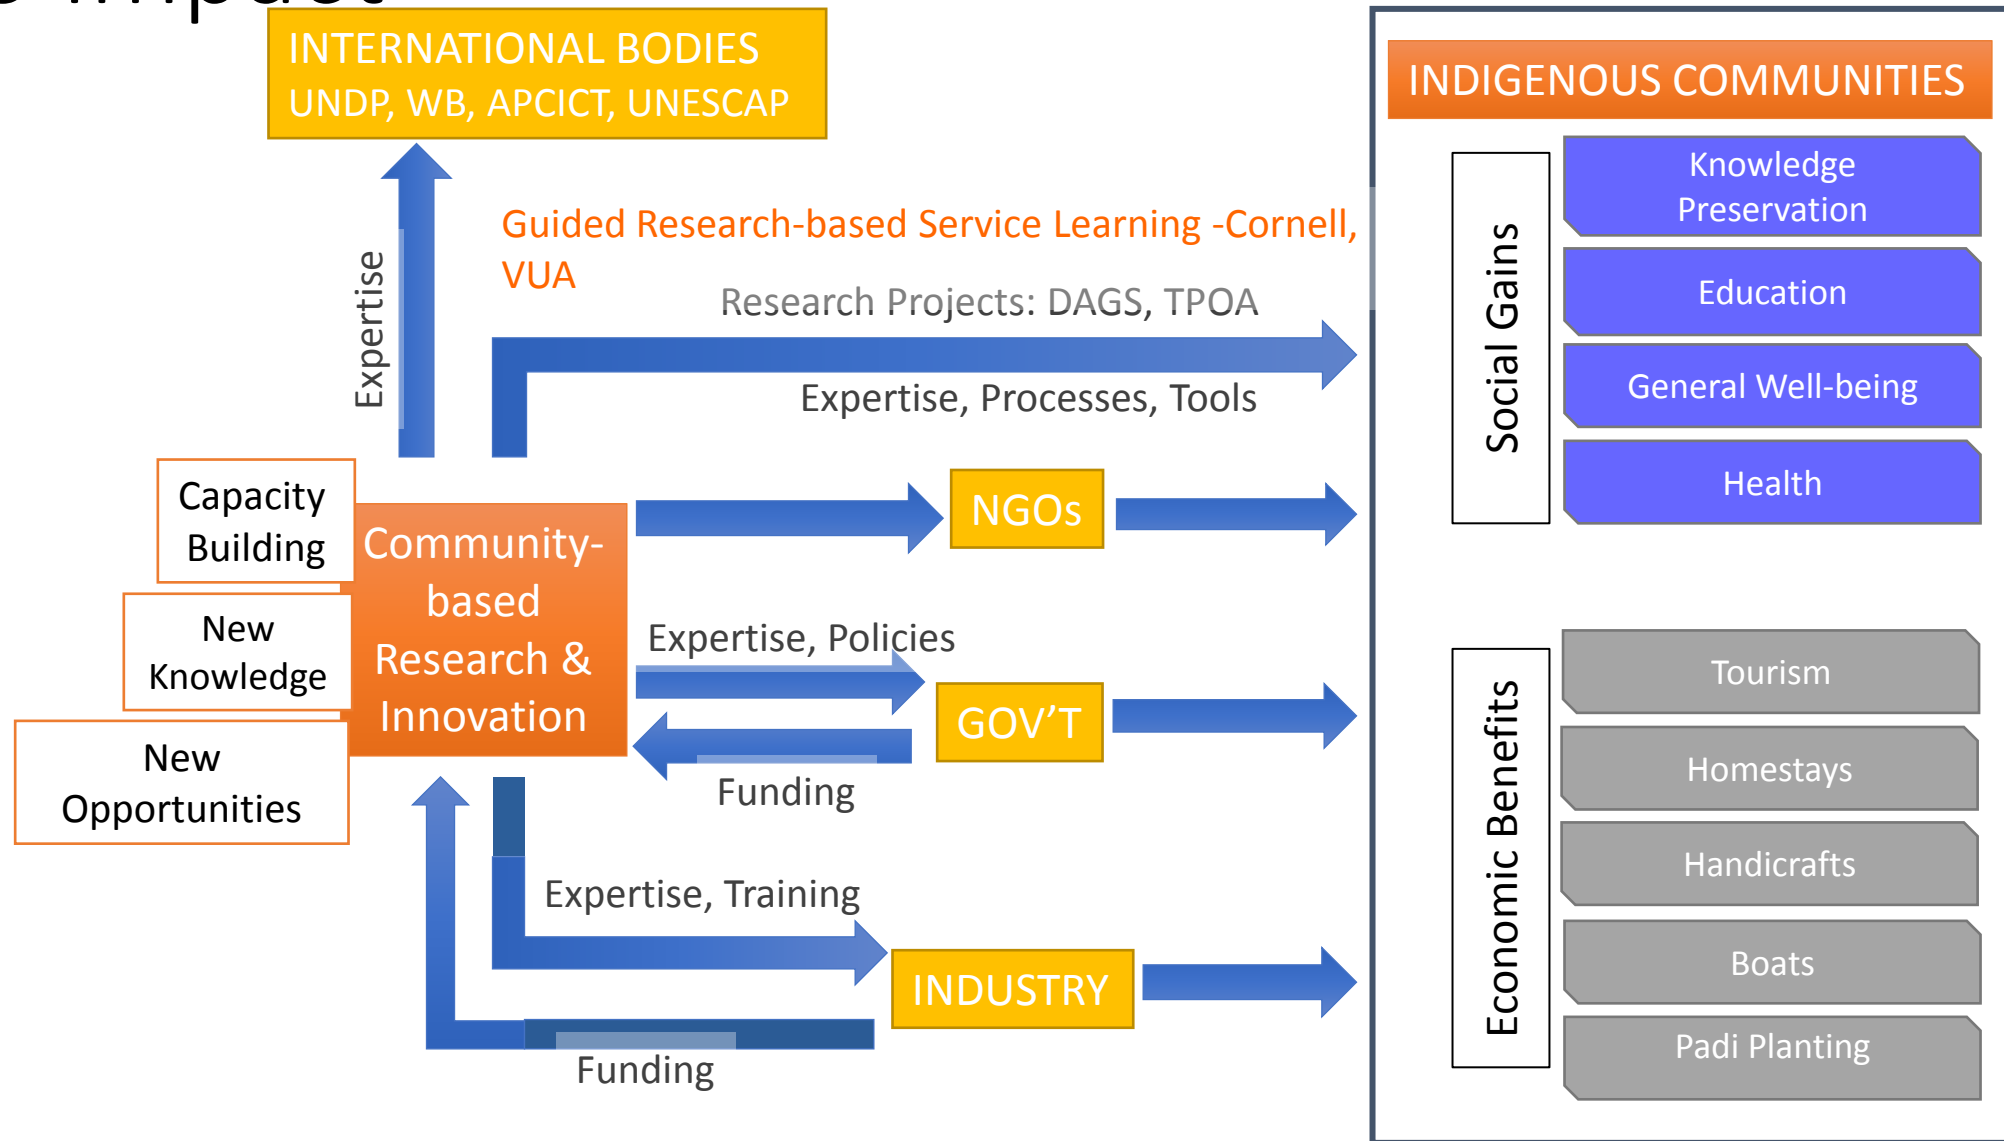 INTERNATIONAL BODIES
UNDP, WB, APCICT, UNESCAP
Expertise
Guided Research-based Service Learning -Cornell,
VUA
Research Projects: DAGS, TPOA
Expertise, Processes, Tools
Capacity
Building
New
Knowledge
New
Opportunities
Community-
based
Research &
Innovation
NGOs
Expertise, Policies
GOV'T
Funding
Expertise, Training
INDUSTRY
Funding
INDIGENOUS COMMUNITIES
Social Gains
Knowledge
Preservation
Education
General Well-being
Health
Economic Benefits
Tourism
Homestays
Handicrafts
Boats
Padi Planting